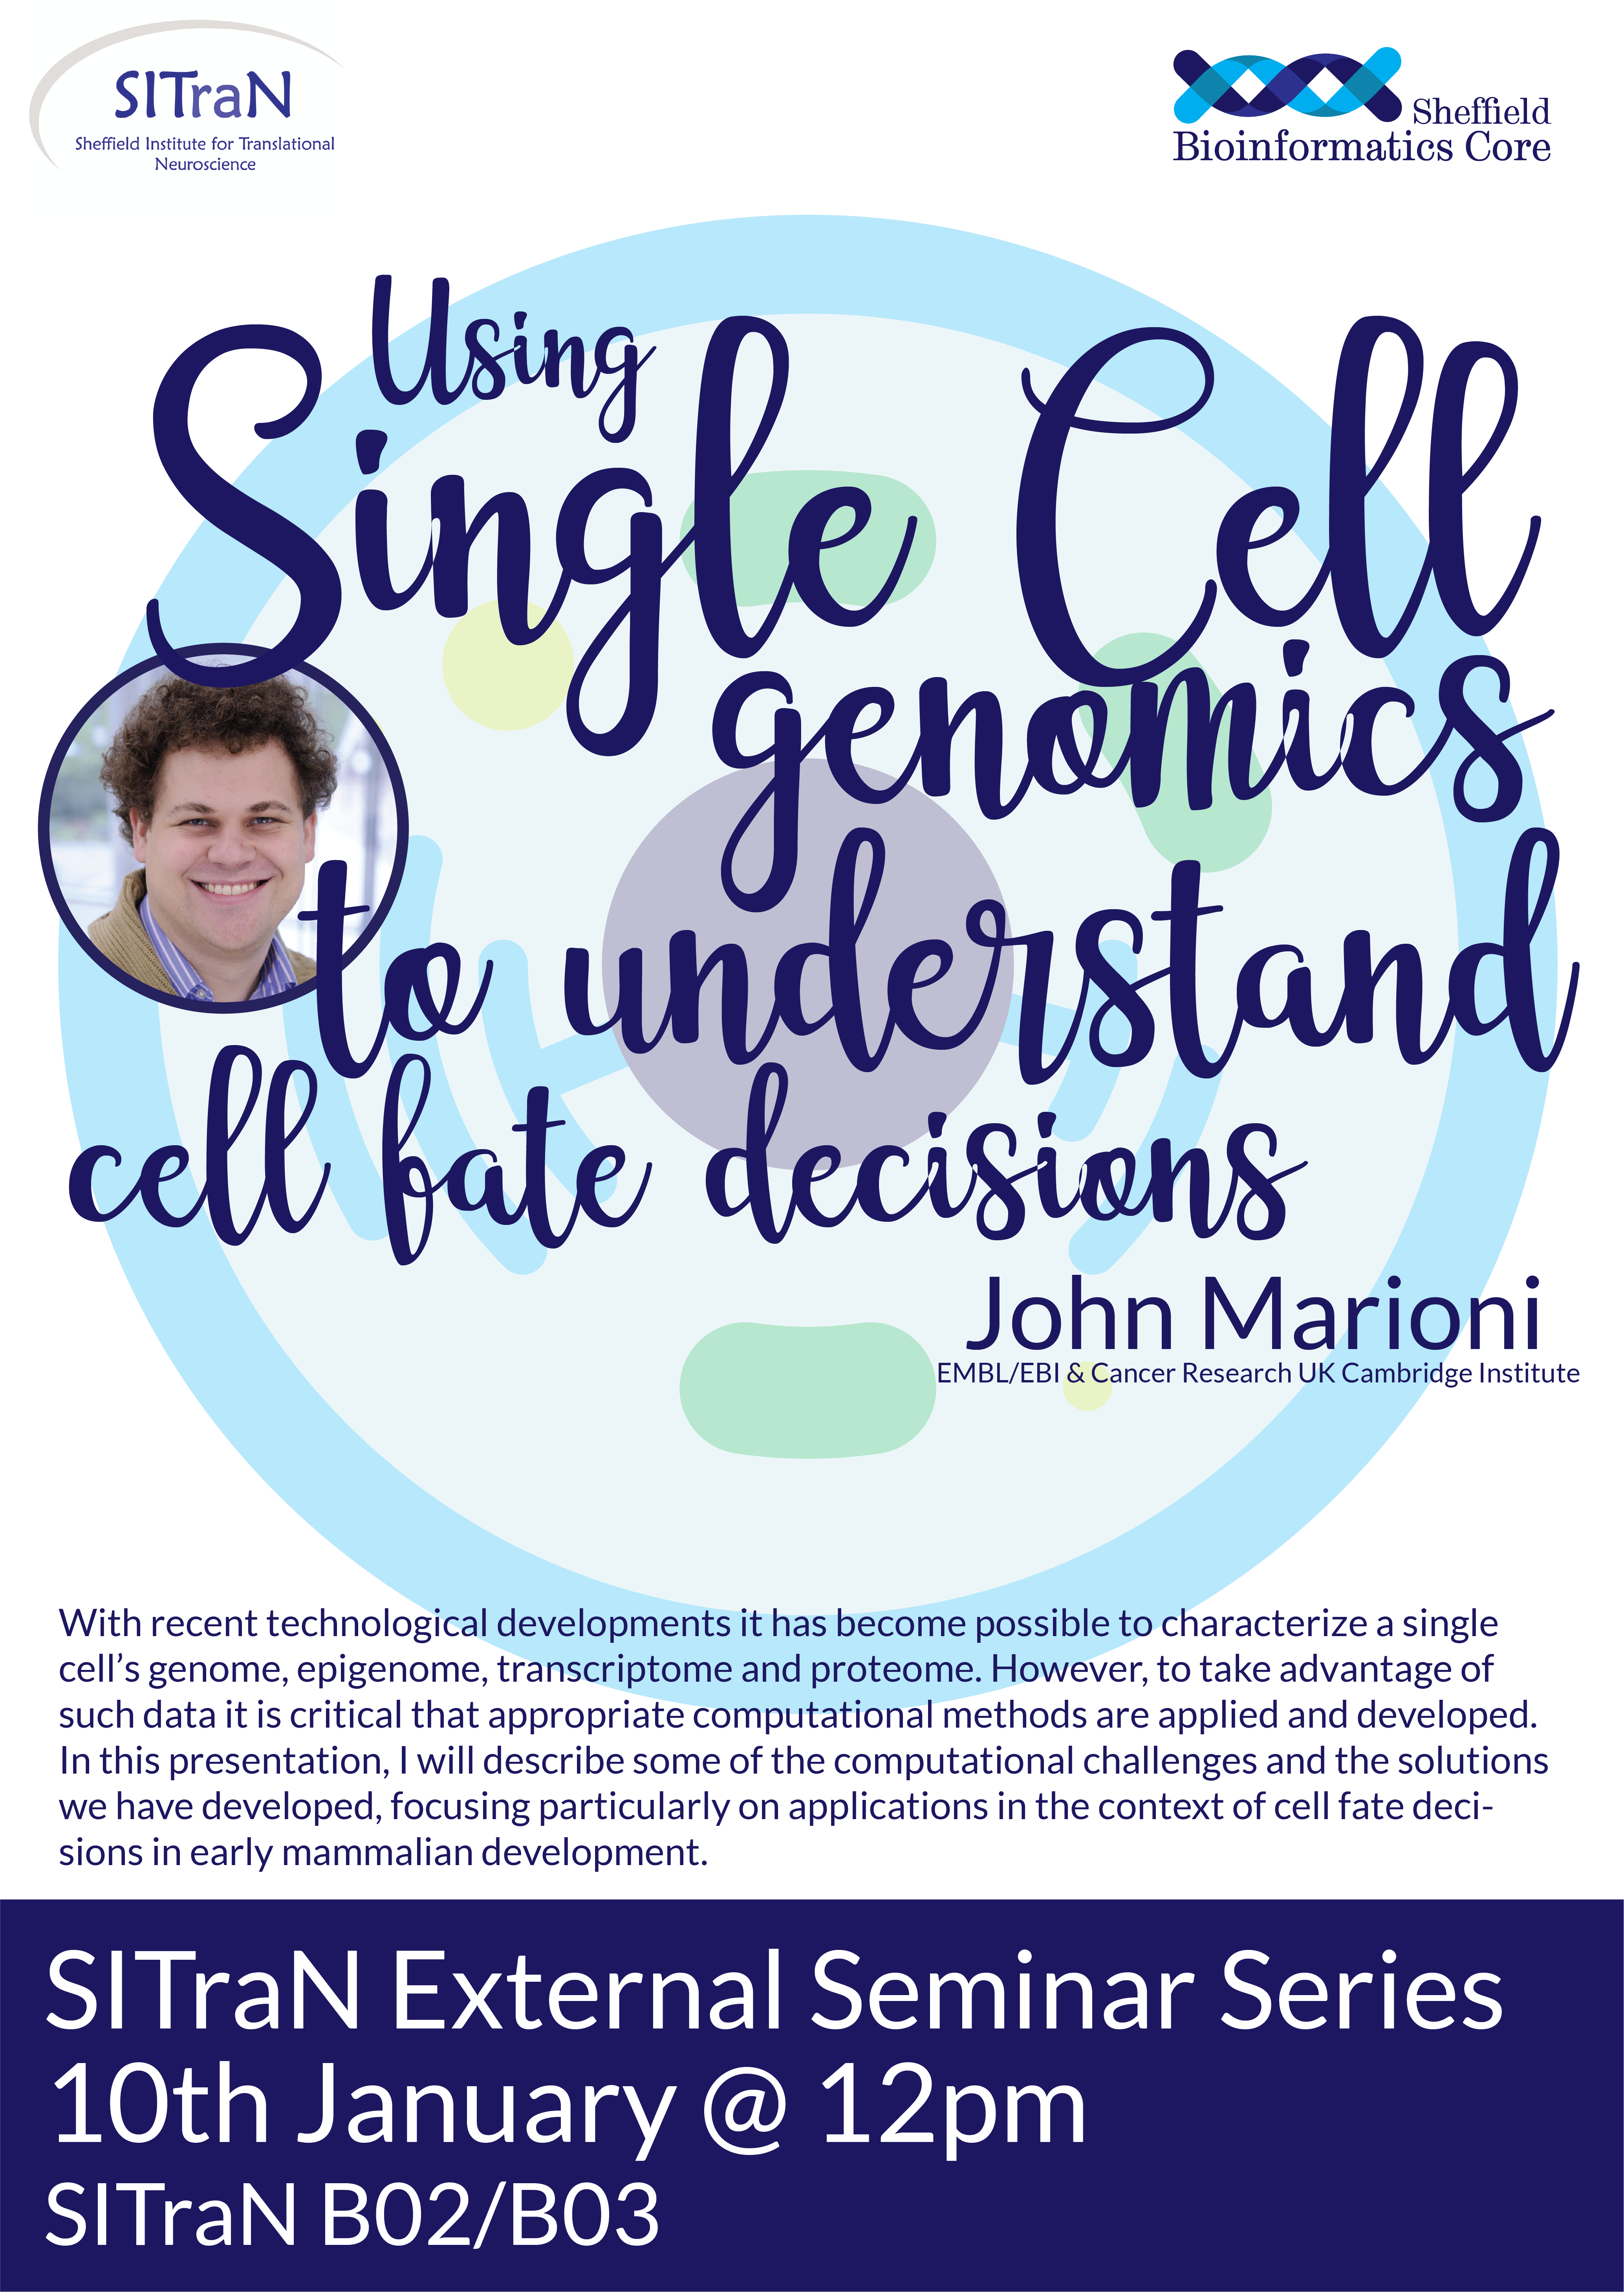 SITraN
Sheffield Institute for Translational
Neuroscience
Sheffield
Bioinformatics Core
Using
Single Cell
genomics
to understand
cell fate decisions
John Marioni
EMBL/EBI & Cancer Research UK Cambridge Institute
With recent technological developments it has become possible to characterize a single
cell’s genome, epigenome, transcriptome and proteome. However, to take advantage of
such data it is critical that appropriate computational methods are applied and developed.
In this presentation, I will describe some of the computational challenges and the solutions
we have developed, focusing particularly on applications in the context of cell fate deci-
sions in early mammalian development.
SITraN External Seminar Series
10th January @ 12pm
SITraN B02/B03